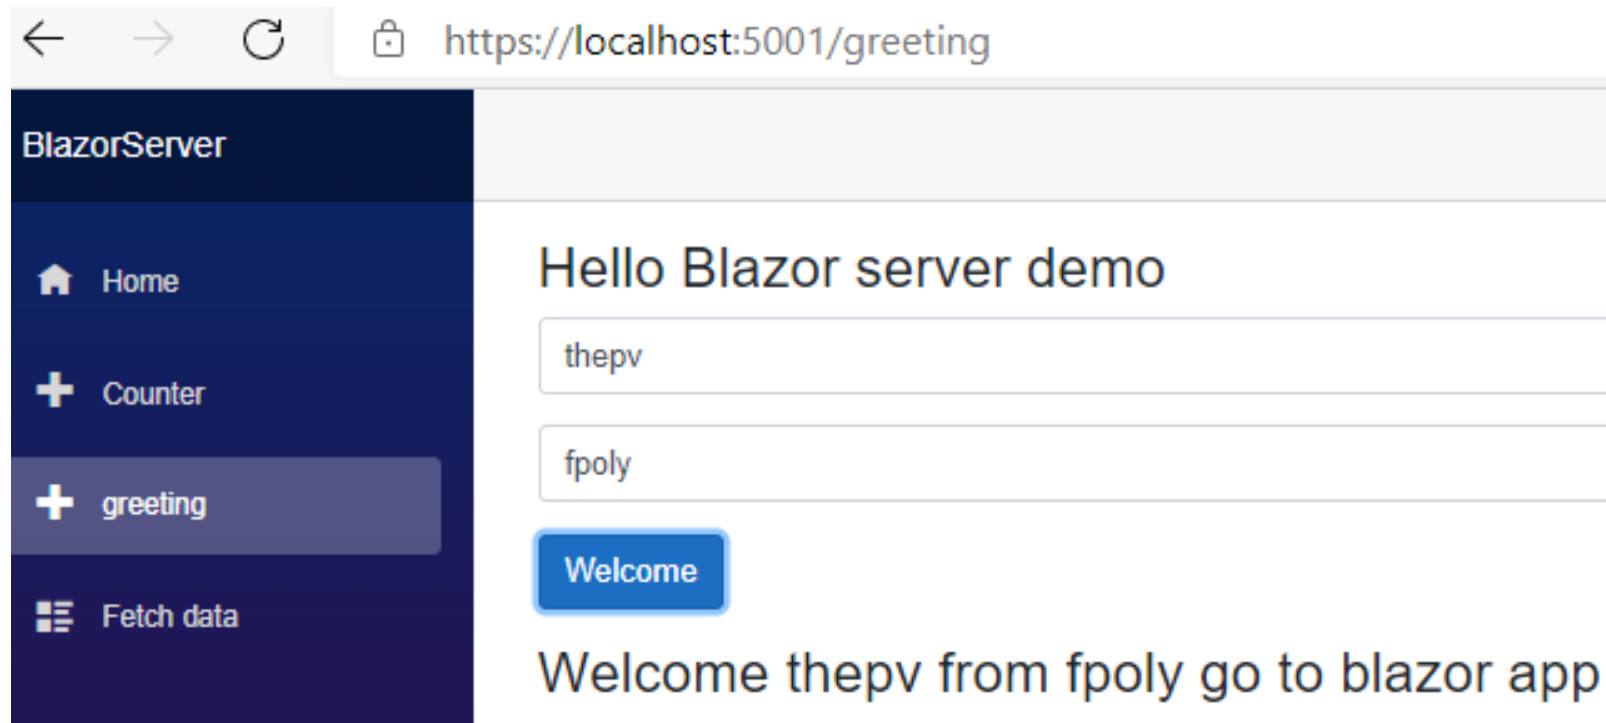 https://localhost:5001/greeting
BlazorServer
Home
Counter
greeting
Fetch data
Hello Blazor server demo
thepv
fpoly
Welcome
Welcome thepv from fpoly go to blazor app